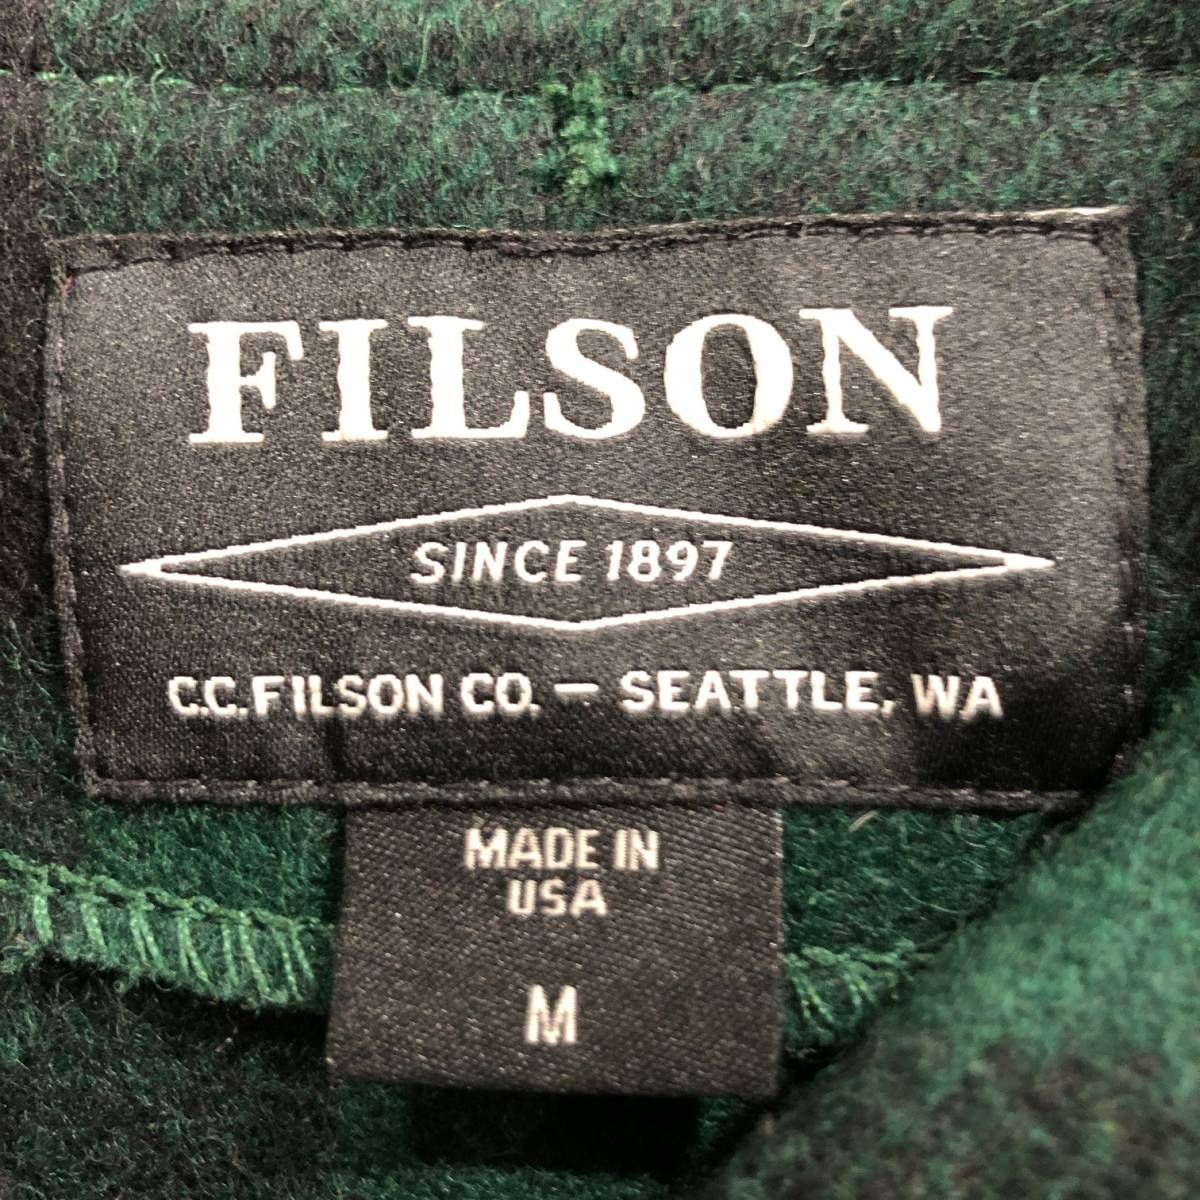 FILSON
SINCE 1897
C.C.FILSON CO. – SEATTLE, WA
MADE IN
USA
M